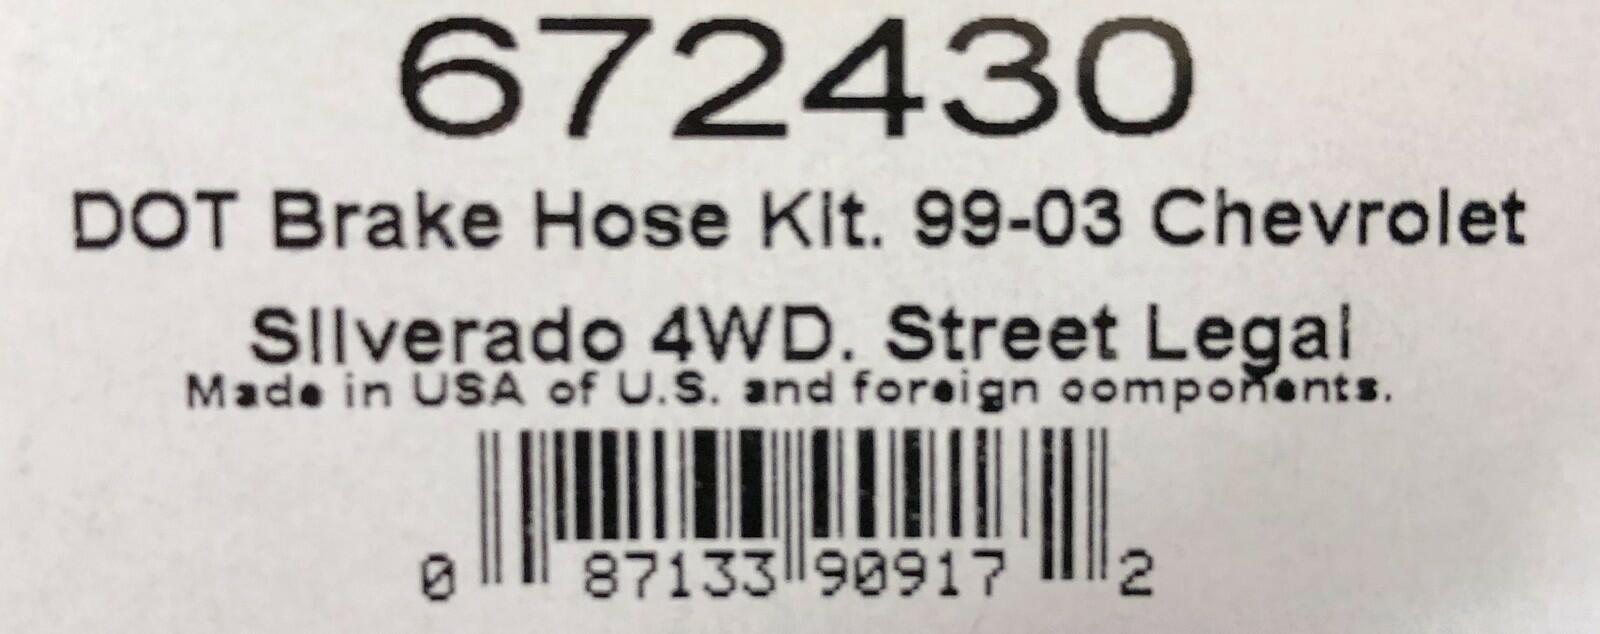 672430
DOT Brake Hose Kit. 99-03 Chevrolet
Silverado 4WD. Street Legal
Made in USA of U.S. and foreign components.
0 87133 90917 2